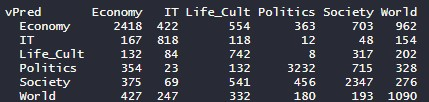 vPred Economy IT Life_Cult Politics Society World
Economy 2418 422 554 363 703 962
IT 167 818 118 12 48 154
Life_Cult 132 84 742 8 317 202
Politics 354 23 132 3232 715 328
Society 375 69 541 456 2347 276
World 427 247 332 180 193 1090